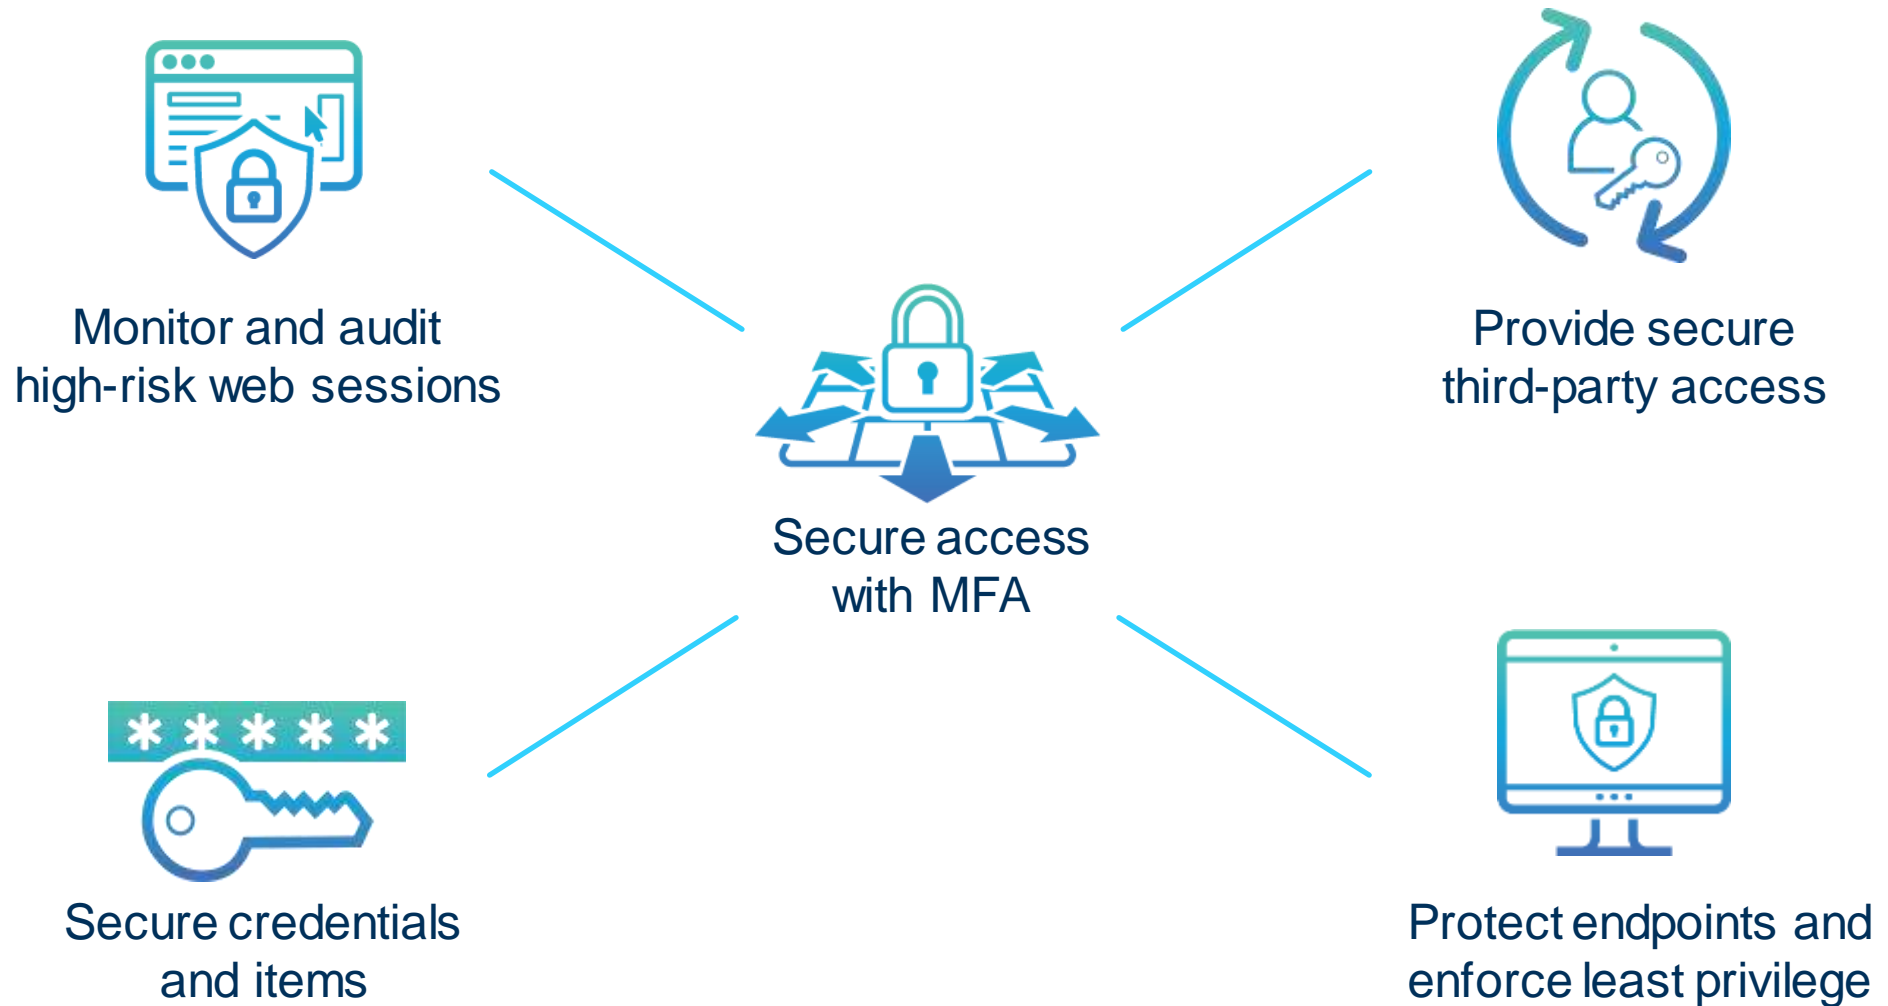 Monitor and audit
high-risk web sessions
Provide secure
third-party access
Secure access
with MFA
*****
Secure credentials
and items
Protect endpoints and
enforce least privilege